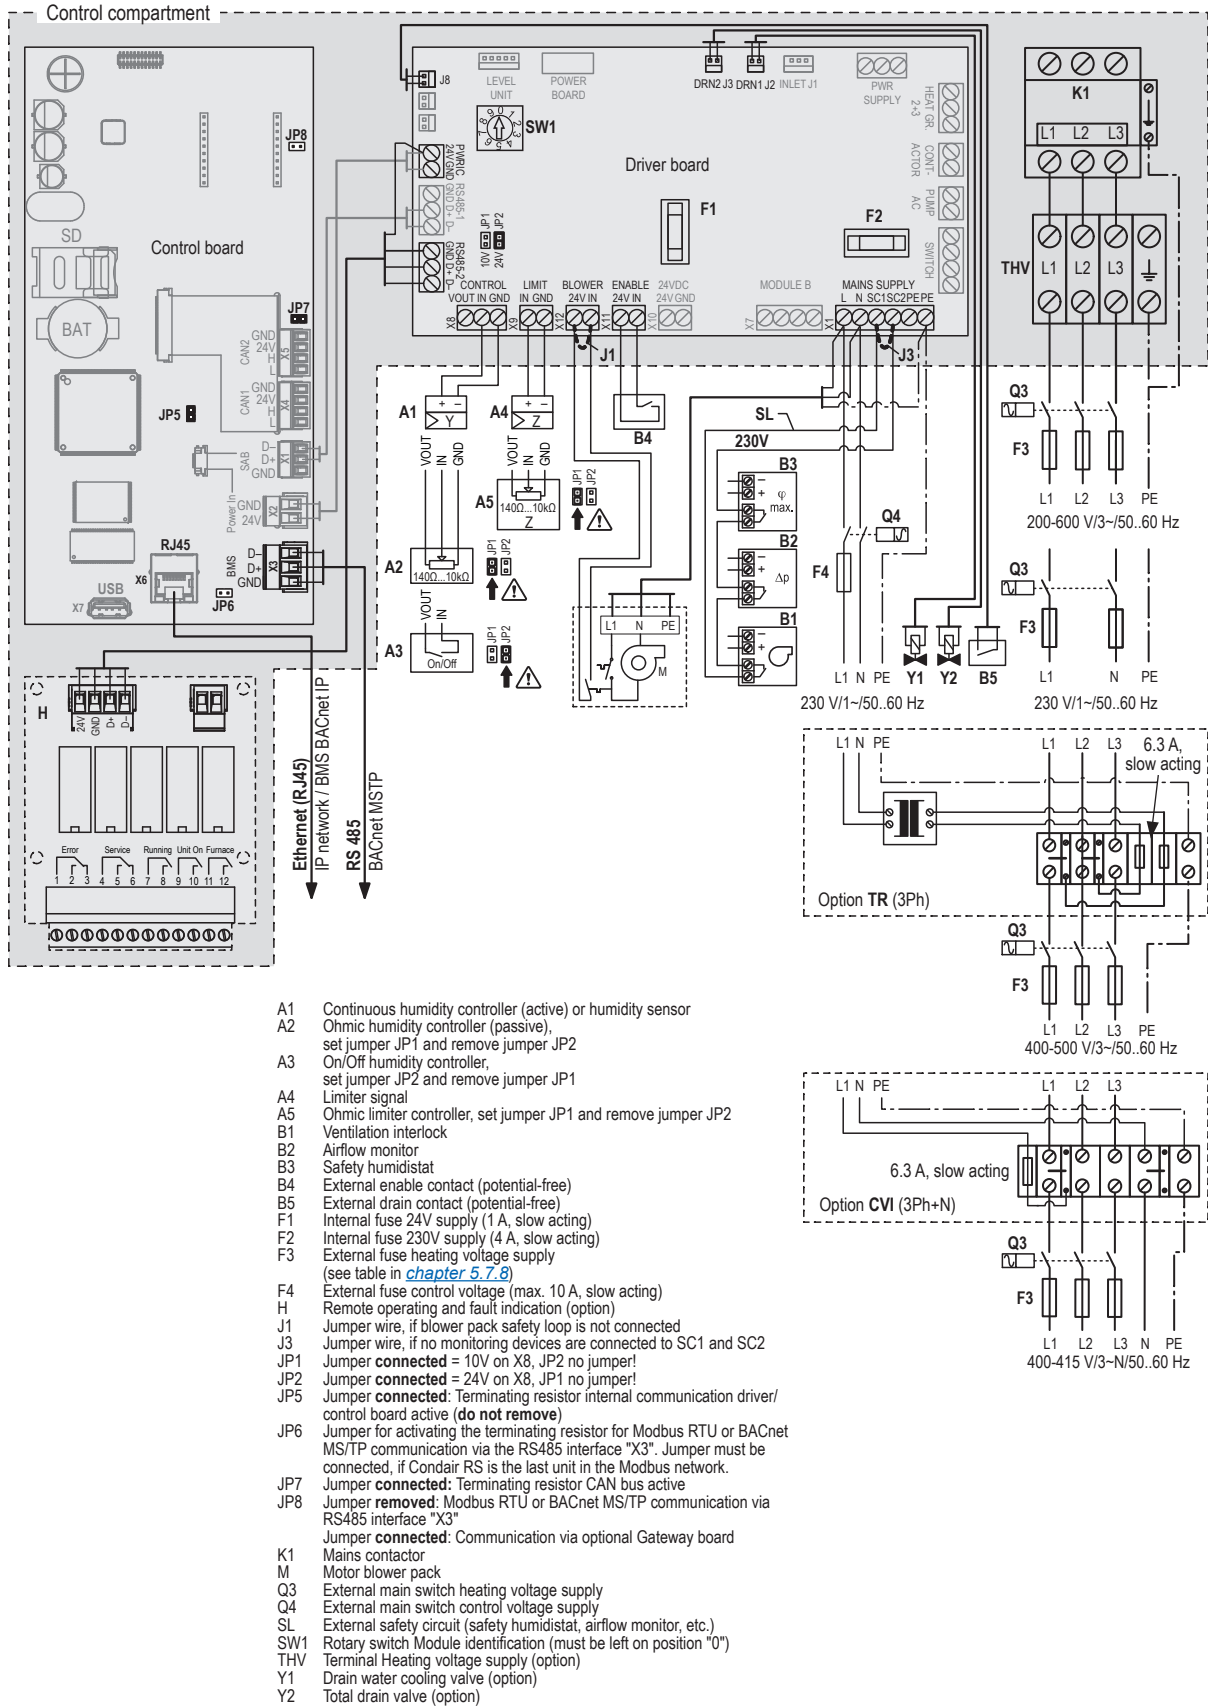 Control compartment
J8
LEVEL
UNIT
POWER
BOARD
DRN2 J3
DRN1 J2
INLET J1
PWR
SUPPLY
HEAT GR.
2+3
K1
L1 L2 L3
SW1
JP8
PWRIC
24V GND
Driver board
CONT-
ACTOR
PUMP
AC
F1
F2
RS485-1
GND D+ D–
JP1
JP2
10V
24V
SD
Control board
RS485-2
GND D+ D–
SWITCH
THV
L1 L2 L3
CONTROL
VOUT IN GND
LIMIT
IN GND
BLOWER
24V IN
ENABLE
24V IN
24VDC
24V GND
MODULE B
MAINS SUPPLY
L N SC1 SC2 PE PE
X8
X9
X12
X11
X10
X7
X1
BAT
JP7
GND
24V
H
L
CAN2
X5
J1
J3
GND
24V
H
L
CAN1
X4
JP5
A1
+ –
Y
A4
+ –
Z
B4
SL
230V
Q3
F3
D–
D+
GND
SAB
X1
VOUT
IN
GND
VOUT
IN
GND
A5
140Ω...10kΩ
Z
JP1
JP2
B3
–
+
φ
max.
L1 L2 L3 PE
200-600 V/3~/50..60 Hz
Power In
GND
24V
X2
Q4
RJ45
X6
BMS
D–
D+
GND
X3
A2
140Ω...10kΩ
JP1
JP2
B2
–
+
Δp
F4
Q3
F3
USB
X7
JP6
VOUT
IN
A3
On/Off
JP1
JP2
L1 N PE
M
B1
–
+
L1 N PE
Y1 Y2 B5
230 V/1~/50..60 Hz
L1 N PE
230 V/1~/50..60 Hz
H
24V
GND
D+
D–
Ethernet (RJ45)
IP network / BMS BACnet IP
RS 485
BACnet MSTP
Error Service Running Unit On Furnace
1 2 3 4 5 6 7 8 9 10 11 12
L1 N PE
L1 L2 L3
6.3 A,
slow acting
Option TR (3Ph)
Q3
F3
L1 L2 L3 PE
400-500 V/3~/50..60 Hz
L1 N PE
L1 L2 L3
6.3 A, slow acting
Option CVI (3Ph+N)
Q3
F3
L1 L2 L3 N PE
400-415 V/3~N/50..60 Hz
A1 Continuous humidity controller (active) or humidity sensor
A2 Ohmic humidity controller (passive),
set jumper JP1 and remove jumper JP2
A3 On/Off humidity controller,
set jumper JP2 and remove jumper JP1
A4 Limiter signal
A5 Ohmic limiter controller, set jumper JP1 and remove jumper JP2
B1 Ventilation interlock
B2 Airflow monitor
B3 Safety humidistat
B4 External enable contact (potential-free)
B5 External drain contact (potential-free)
F1 Internal fuse 24V supply (1 A, slow acting)
F2 Internal fuse 230V supply (4 A, slow acting)
F3 External fuse heating voltage supply
(see table in chapter 5.7.8)
F4 External fuse control voltage (max. 10 A, slow acting)
H Remote operating and fault indication (option)
J1 Jumper wire, if blower pack safety loop is not connected
J3 Jumper wire, if no monitoring devices are connected to SC1 and SC2
JP1 Jumper connected = 10V on X8, JP2 no jumper!
JP2 Jumper connected = 24V on X8, JP1 no jumper!
JP5 Jumper connected: Terminating resistor internal communication driver/
control board active (do not remove)
JP6 Jumper for activating the terminating resistor for Modbus RTU or BACnet
MS/TP communication via the RS485 interface "X3". Jumper must be
connected, if Condair RS is the last unit in the Modbus network.
JP7 Jumper connected: Terminating resistor CAN bus active
JP8 Jumper removed: Modbus RTU or BACnet MS/TP communication via
RS485 interface "X3"
Jumper connected: Communication via optional Gateway board
K1 Mains contactor
M Motor blower pack
Q3 External main switch heating voltage supply
Q4 External main switch control voltage supply
SL External safety circuit (safety humidistat, airflow monitor, etc.)
SW1 Rotary switch Module identification (must be left on position "0")
THV Terminal Heating voltage supply (option)
Y1 Drain water cooling valve (option)
Y2 Total drain valve (option)